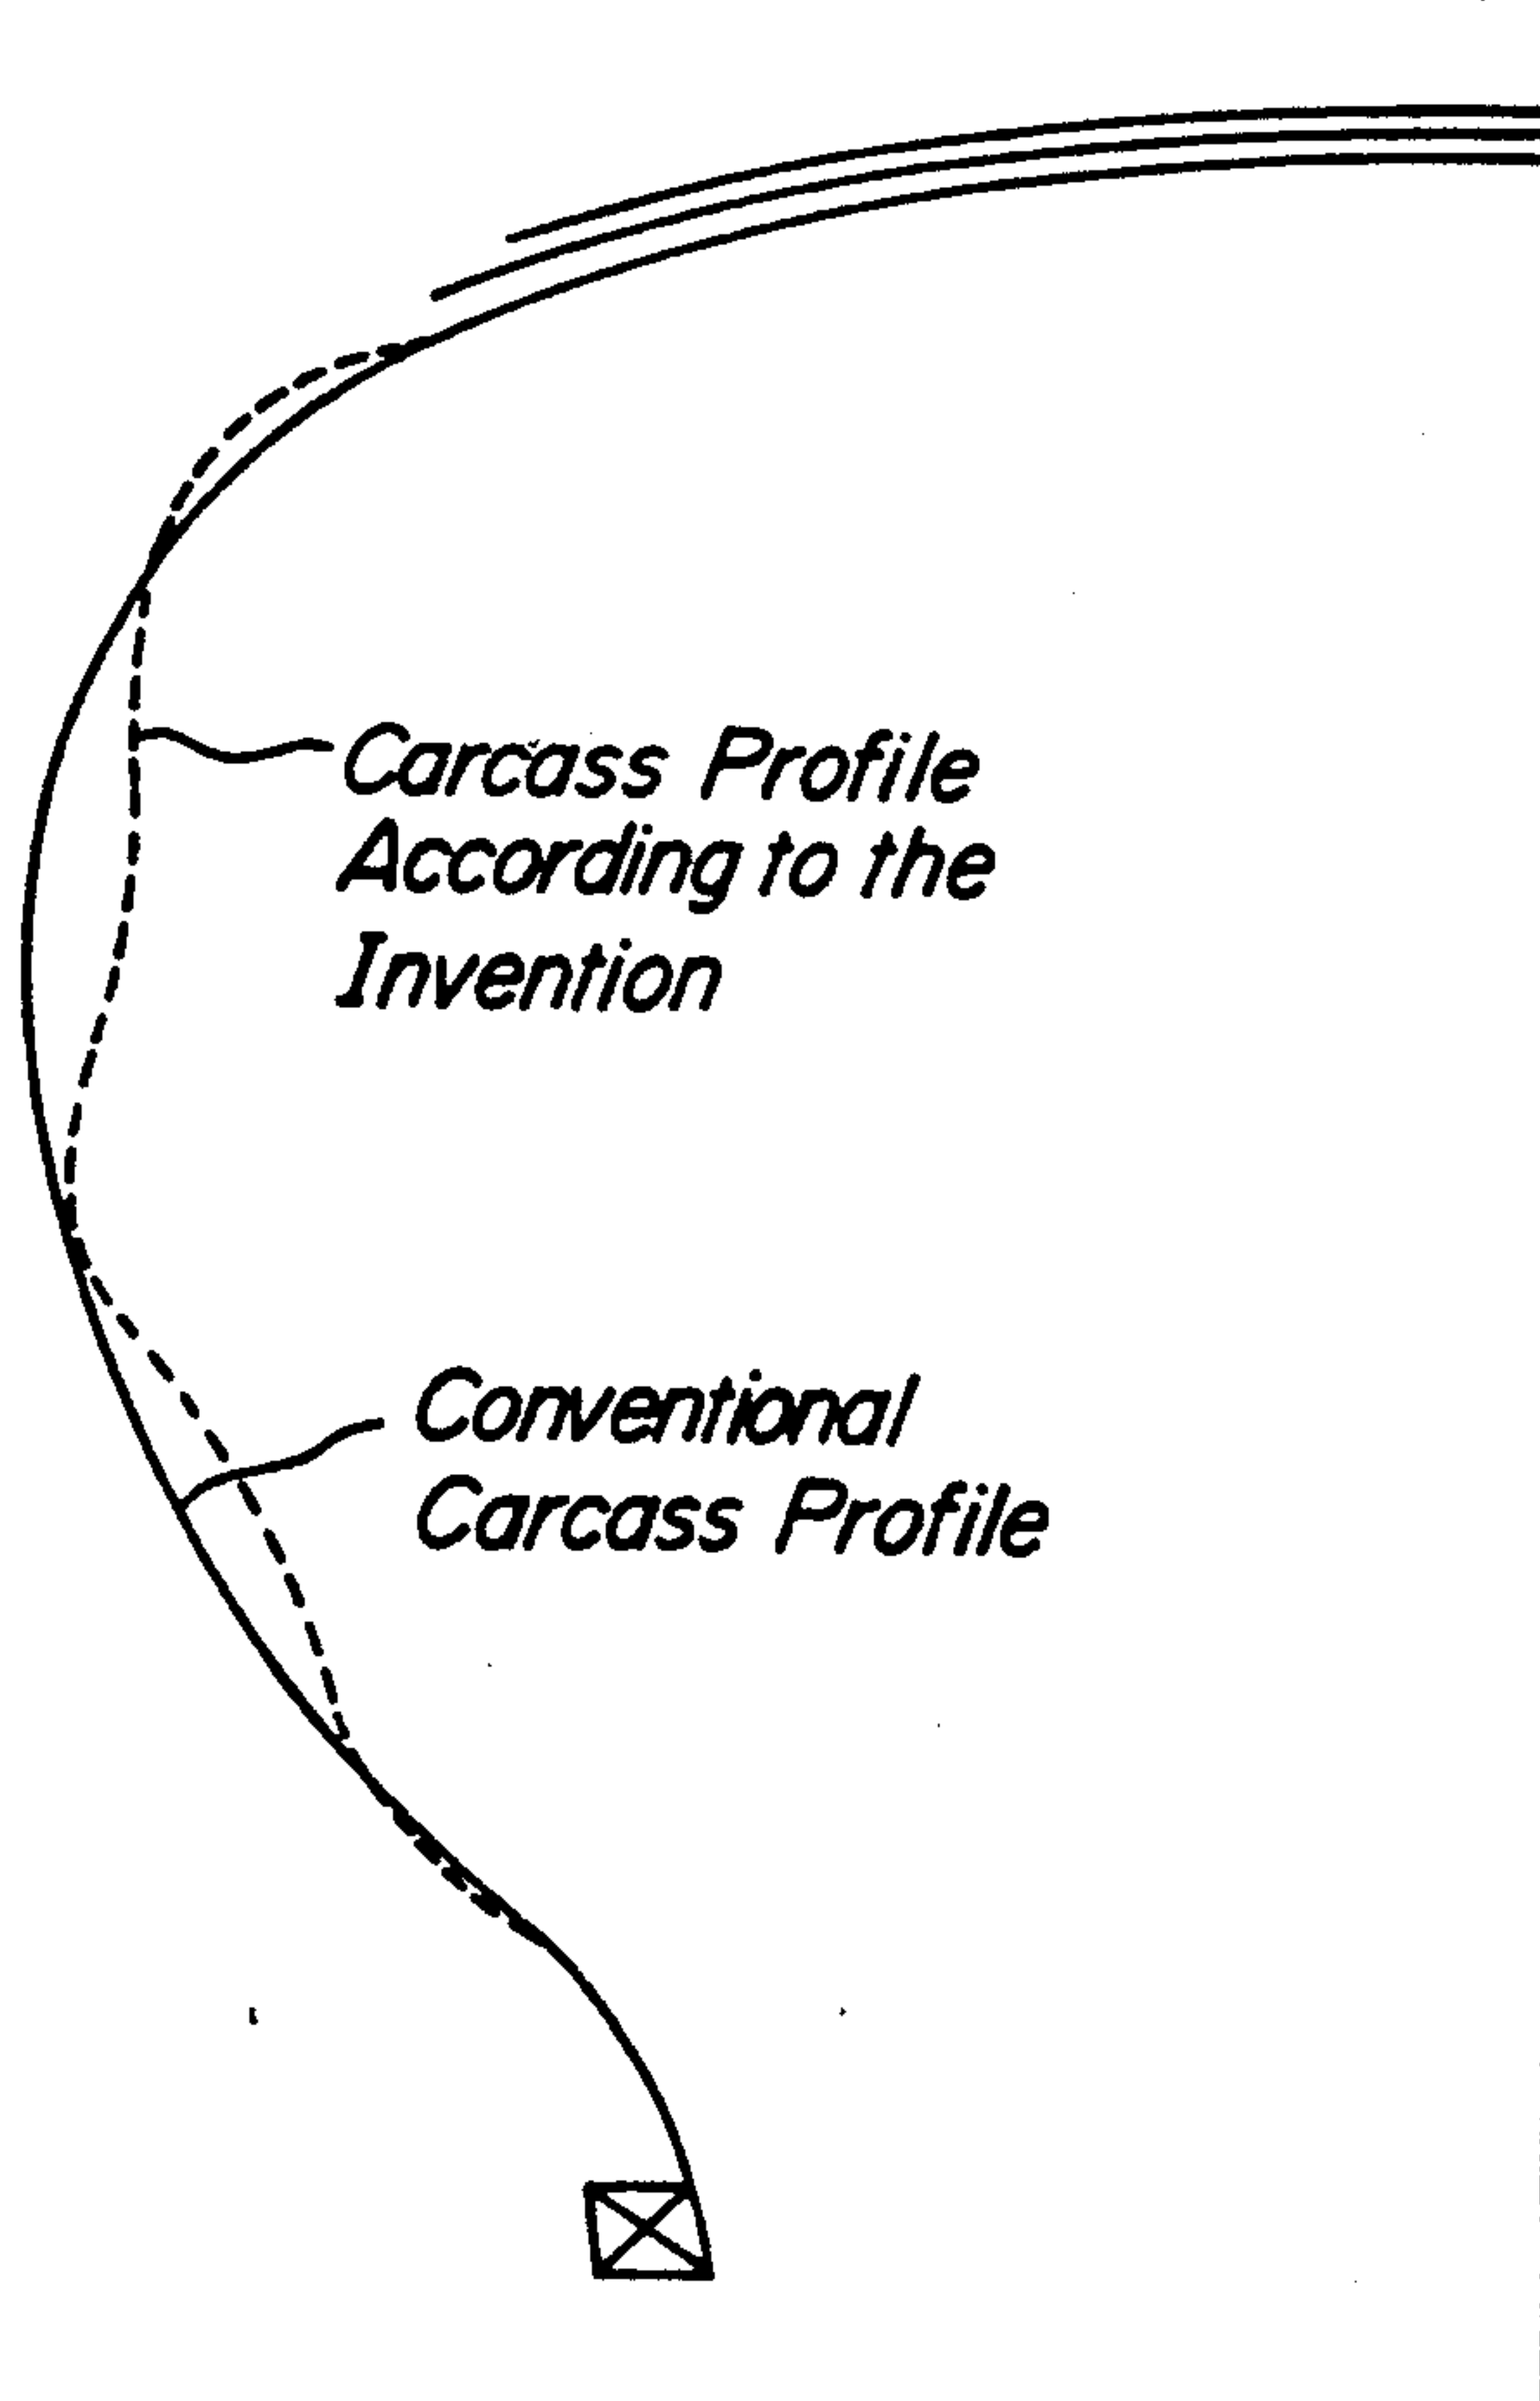 Carcass Profile
According to the
Invention
Conventional
Carcass Profile